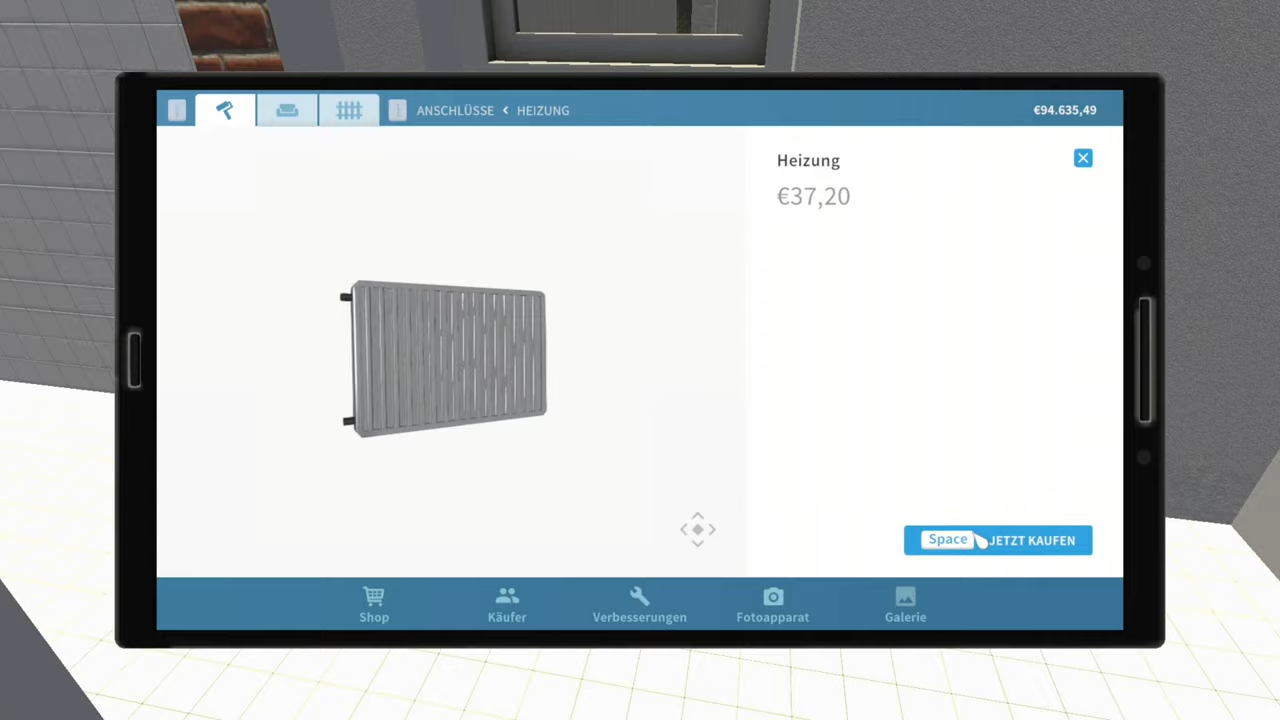 ANSCHLÜSSE < HEIZUNG
€94.635,49
Heizung
€37,20
Space JETZT KAUFEN
Shop
Käufer
Verbesserungen
Fotoapparat
Galerie